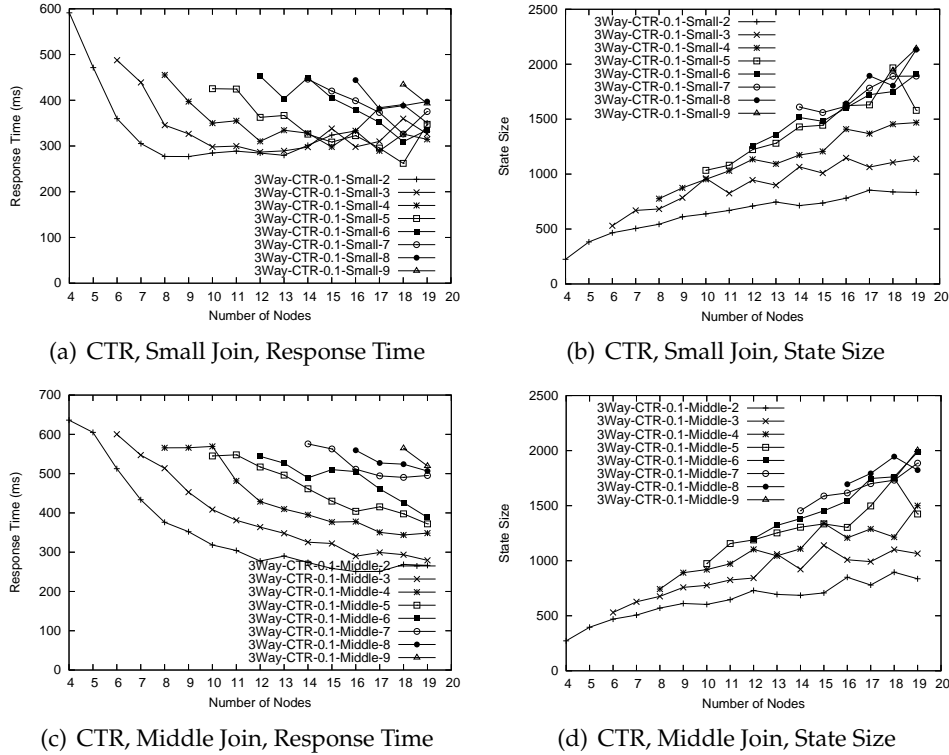 600
500
400
300
200
100
0
Response Time (ms)
4 5 6 7 8 9 10 11 12 13 14 15 16 17 18 19 20
Number of Nodes
3Way-CTR-0.1-Small-2
3Way-CTR-0.1-Small-3
3Way-CTR-0.1-Small-4
3Way-CTR-0.1-Small-5
3Way-CTR-0.1-Small-6
3Way-CTR-0.1-Small-7
3Way-CTR-0.1-Small-8
3Way-CTR-0.1-Small-9
(a) CTR, Small Join, Response Time
2500
2000
1500
1000
500
0
State Size
4 5 6 7 8 9 10 11 12 13 14 15 16 17 18 19 20
Number of Nodes
3Way-CTR-0.1-Small-2
3Way-CTR-0.1-Small-3
3Way-CTR-0.1-Small-4
3Way-CTR-0.1-Small-5
3Way-CTR-0.1-Small-6
3Way-CTR-0.1-Small-7
3Way-CTR-0.1-Small-8
3Way-CTR-0.1-Small-9
(b) CTR, Small Join, State Size
700
600
500
400
300
200
100
0
Response Time (ms)
4 5 6 7 8 9 10 11 12 13 14 15 16 17 18 19 20
Number of Nodes
3Way-CTR-0.1-Middle-2
3Way-CTR-0.1-Middle-3
3Way-CTR-0.1-Middle-4
3Way-CTR-0.1-Middle-5
3Way-CTR-0.1-Middle-6
3Way-CTR-0.1-Middle-7
3Way-CTR-0.1-Middle-8
3Way-CTR-0.1-Middle-9
(c) CTR, Middle Join, Response Time
2500
2000
1500
1000
500
0
State Size
4 5 6 7 8 9 10 11 12 13 14 15 16 17 18 19 20
Number of Nodes
3Way-CTR-0.1-Middle-2
3Way-CTR-0.1-Middle-3
3Way-CTR-0.1-Middle-4
3Way-CTR-0.1-Middle-5
3Way-CTR-0.1-Middle-6
3Way-CTR-0.1-Middle-7
3Way-CTR-0.1-Middle-8
3Way-CTR-0.1-Middle-9
(d) CTR, Middle Join, State Size